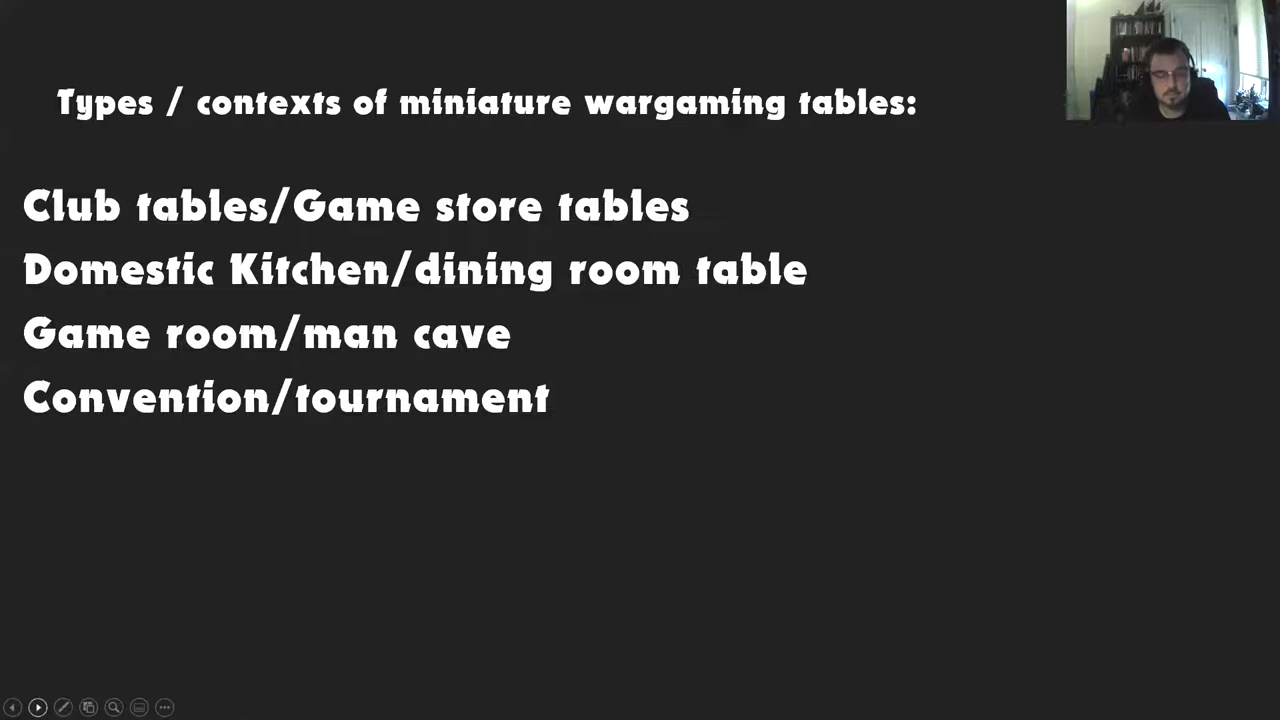 Types / contexts of miniature wargaming tables:
Club tables/Game store tables
Domestic Kitchen/dining room table
Game room/man cave
Convention/tournament